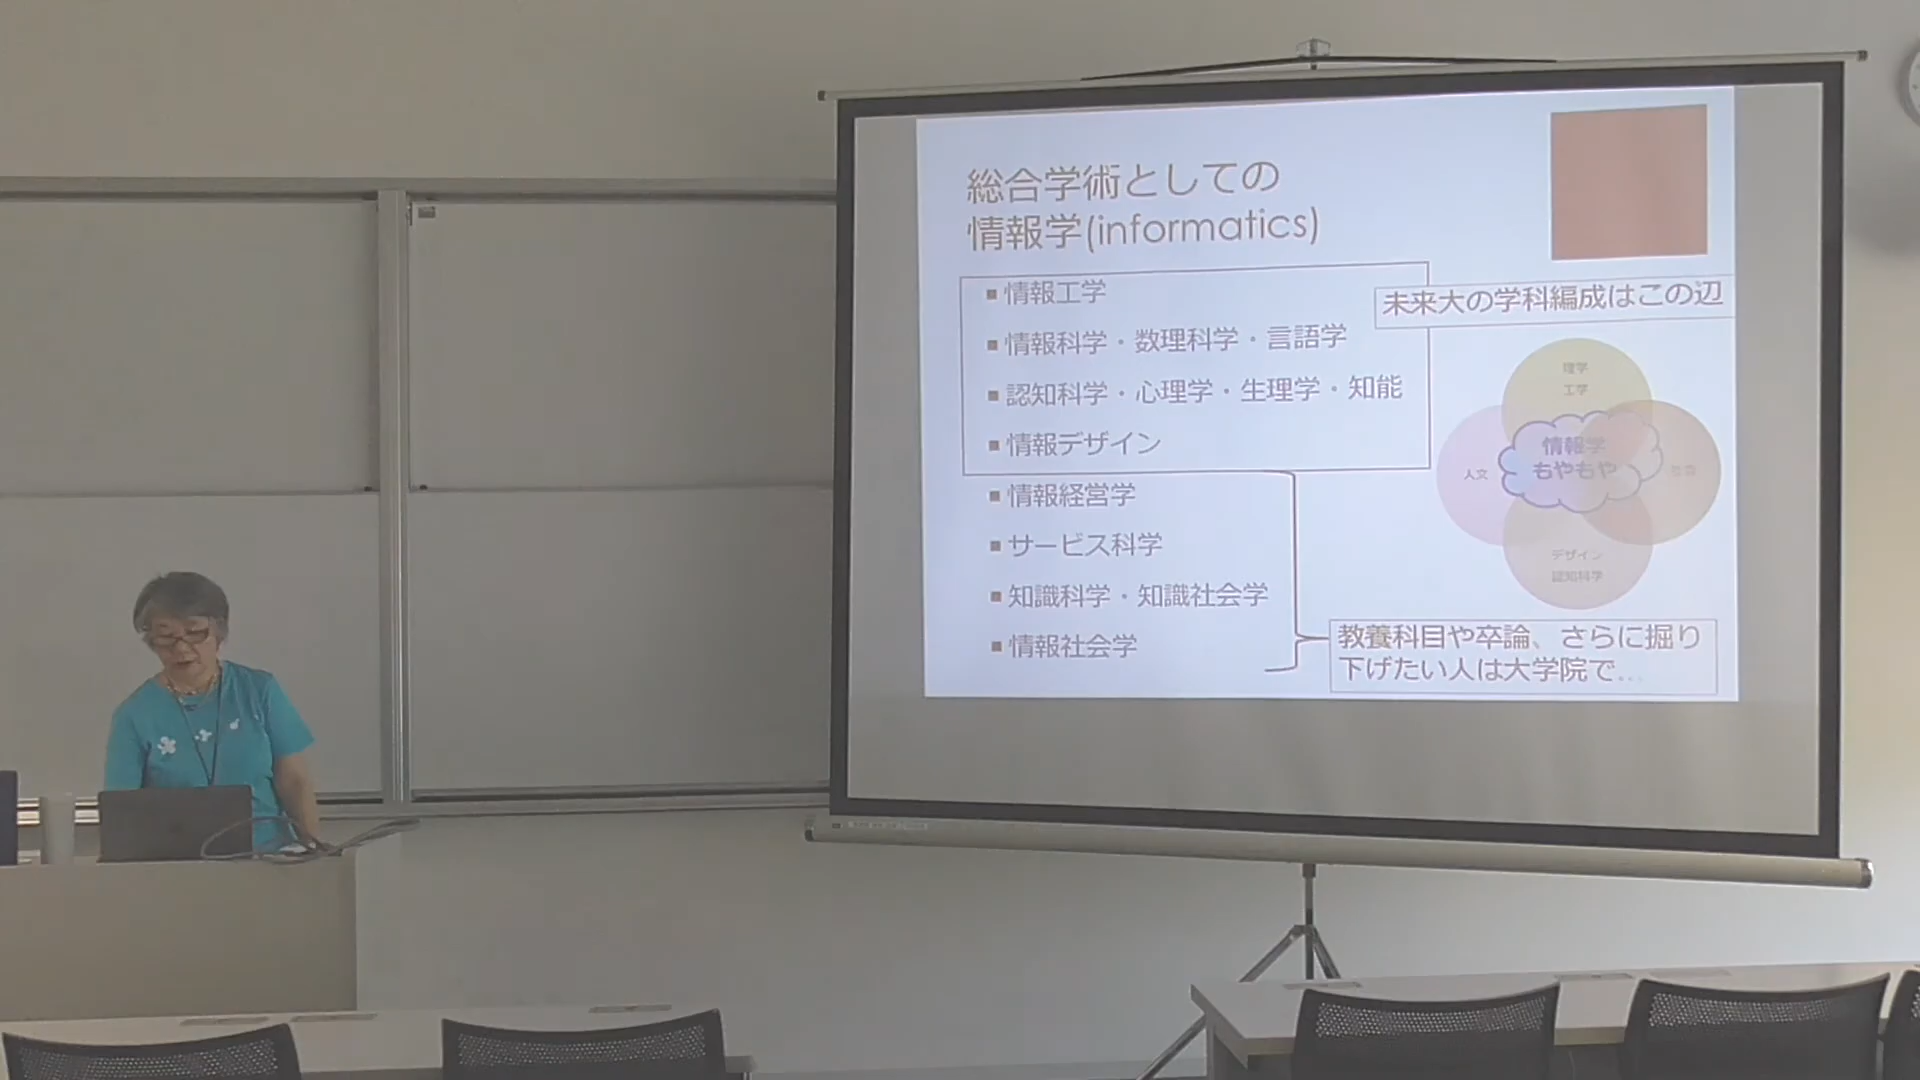 総合学術としての
情報学(informatics)
■ 情報工学
■ 情報科学・数理科学・言語学
■ 認知科学・心理学・生理学・知能
■ 情報デザイン
■ 情報経営学
■ サービス科学
■ 知識科学・知識社会学
■ 情報社会学
未来大の学科編成はこの辺
理学
工学
人文
情報学
もやもや
社会
デザイン
認知科学
教養科目や卒論、さらに掘り
下げたい人は大学院で…